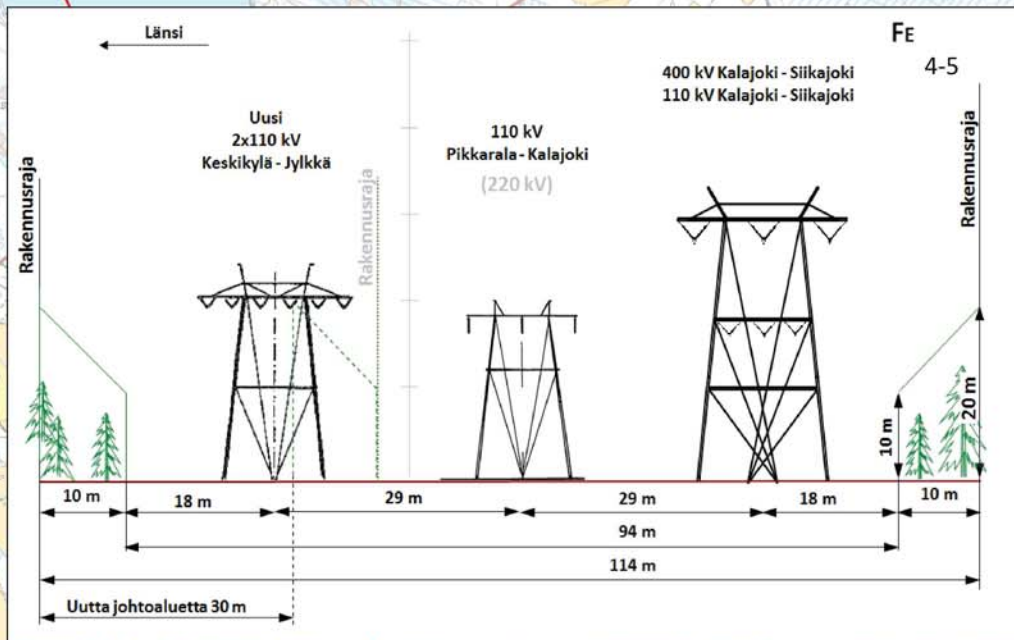 Länsi
FE
4-5
400 kV Kalajoki - Siikajoki
110 kV Kalajoki - Siikajoki
Uusi
2x110 kV
Keskikylä - Jylkkä
110 kV
Pikkarala - Kalajoki
(220 kV)
Rakennusraja
Rakennusraja
Rakennusraja
10 m
20 m
10 m
18 m
29 m
29 m
18 m
10 m
94 m
114 m
Uutta johtoaluetta 30 m